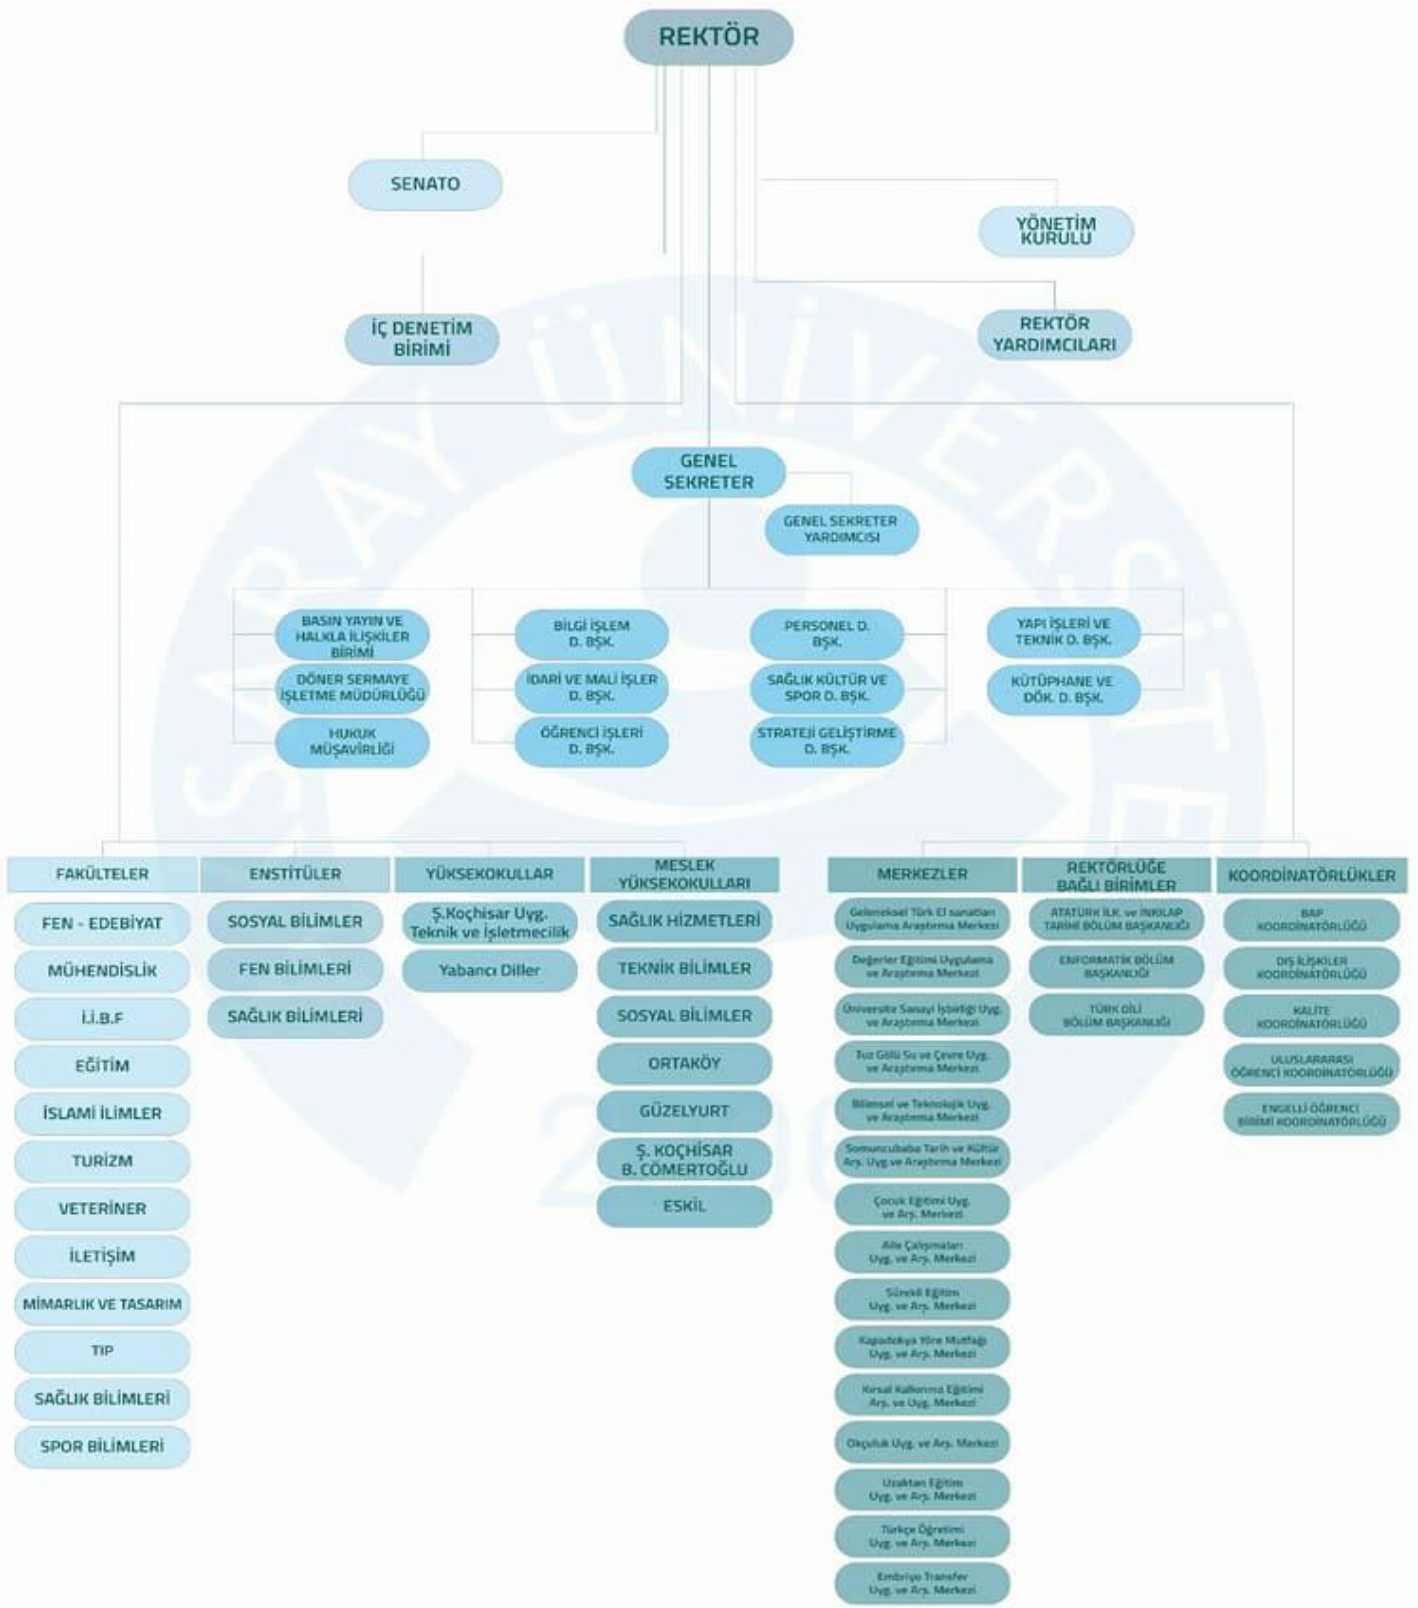 REKTÖR
SENATO
YÖNETİM
KURULU
İÇ DENETİM
BİRİMİ
REKTÖR
YARDIMCILARI
GENEL
SEKRETER
GENEL SEKRETER
YARDIMCISI
BASIN YAYIN VE
HALKLA İLİŞKİLER
BİRİMİ
DÖNER SERMAYE
İŞLETME MÜDÜRLÜĞÜ
HUKUK
MÜŞAVİRLİĞİ
BİLGİ İŞLEM
D. BŞK.
İDARİ VE MALİ İŞLER
D. BŞK.
ÖĞRENCİ İŞLERİ
D. BŞK.
PERSONEL D.
BŞK.
SAĞLIK KÜLTÜR VE
SPOR D. BŞK.
STRATEJİ GELİŞTİRME
D. BŞK.
YAPI İŞLERİ VE
TEKNİK D. BŞK.
KÜTÜPHANE VE
DÖK. D. BŞK.
FAKÜLTELER
FEN - EDEBİYAT
MÜHENDİSLİK
İ.İ.B.F
EĞİTİM
İSLAMİ İLİMLER
TURİZM
VETERİNER
İLETİŞİM
MİMARLIK VE TASARIM
TIP
SAĞLIK BİLİMLERİ
SPOR BİLİMLERİ
ENSTİTÜLER
SOSYAL BİLİMLER
FEN BİLİMLERİ
SAĞLIK BİLİMLERİ
YÜKSEKOKULLAR
Ş.Koçhisar Uyg.
Teknik ve İşletmecilik
Yabancı Diller
MESLEK
YÜKSEKOKULLARI
SAĞLIK HİZMETLERİ
TEKNİK BİLİMLER
SOSYAL BİLİMLER
ORTAKÖY
GÜZELYURT
Ş. KOÇHİSAR
B. CÖMERTOĞLU
ESKİL
MERKEZLER
Geleneksel Türk El sanatları
Uygulama Araştırma Merkezi
Değerler Eğitimi Uygulama
ve Araştırma Merkezi
Üniversite Sanayi İşbirliği Uyg.
ve Araştırma Merkezi
Tuz Gölü Su ve Çevre Uyg.
ve Araştırma Merkezi
Bilimsel ve Teknolojik Uyg.
ve Araştırma Merkezi
Somuncubaba Tarih ve Kültür
Arş. Uyg.ve Araştırma Merkezi
Çocuk Eğitimi Uyg.
ve Arş. Merkezi
Aile Çalışmaları
Uyg. ve Arş. Merkezi
Sürekli Eğitim
Uyg. ve Arş. Merkezi
Kapadokya Yöre Mutfağı
Uyg. ve Arş. Merkezi
Kırsal Kalkınma Eğitimi
Arş. ve Uyg. Merkezi
Okçuluk Uyg. ve Arş. Merkezi
Uzaktan Eğitim
Uyg. ve Arş. Merkezi
Türkçe Öğretimi
Uyg. ve Arş. Merkezi
Embriyo Transfer
Uyg. ve Arş. Merkezi
REKTÖRLÜĞE
BAĞLI BİRİMLER
ATATÜRK İLK. ve İNKILAP
TARİHİ BÖLÜM BAŞKANLIĞI
ENFORMATİK BÖLÜM
BAŞKANLIĞI
TÜRK DİLİ
BÖLÜM BAŞKANLIĞI
KOORDİNATÖRLÜKLER
BAP
KOORDİNATÖRLÜĞÜ
DIŞ İLİŞKİLER
KOORDİNATÖRLÜĞÜ
KALİTE
KOORDİNATÖRLÜĞÜ
ULUSLARARASI
ÖĞRENCİ KOORDİNATÖRLÜĞÜ
ENGELLİ ÖĞRENCİ
BİRİMİ KOORDİNATÖRLÜĞÜ